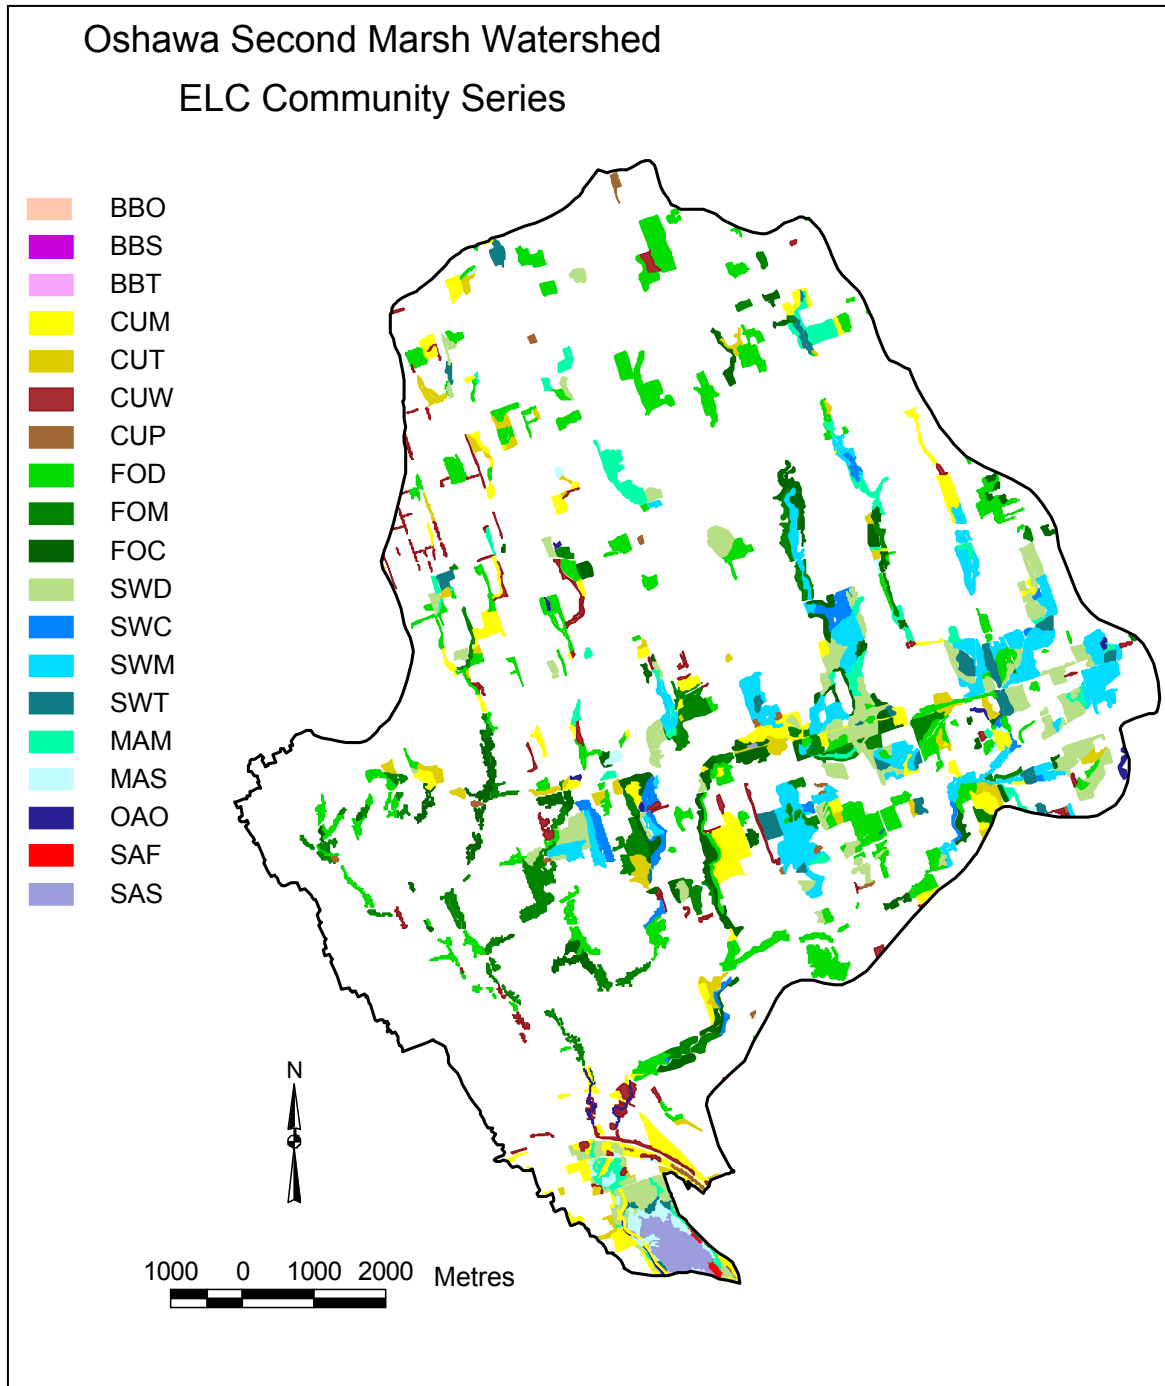 Oshawa Second Marsh Watershed
ELC Community Series
BBO
BBS
BBT
CUM
CUT
CUW
CUP
FOD
FOM
FOC
SWD
SWC
SWM
SWT
MAM
MAS
OAO
SAF
SAS
N
1000 0 1000 2000 Metres